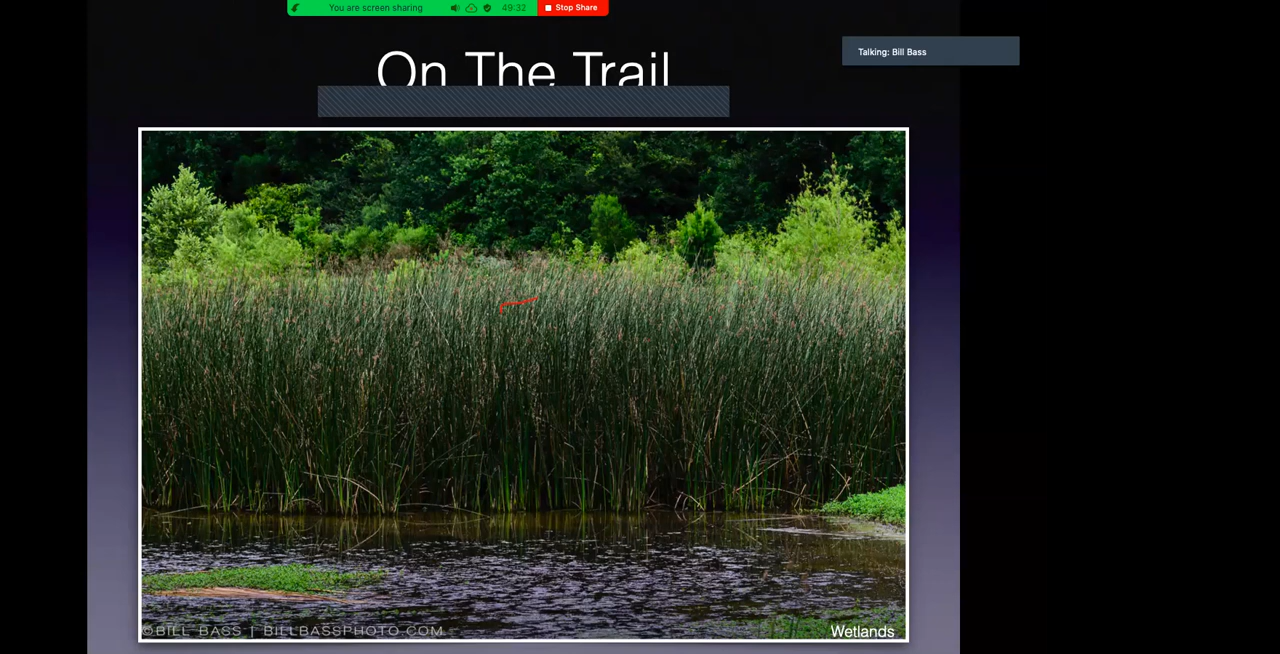 You are screen sharing 49:32 Stop Share
Talking: Bill Bass
On The Trail
©BILL BASS | BILLBASSPHOTO.COM
Wetlands